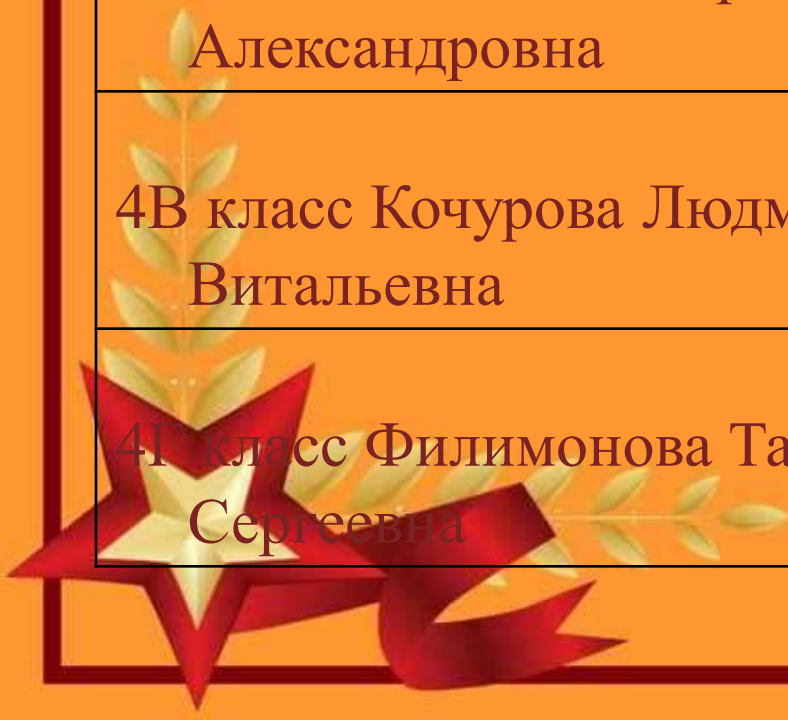 Александровна
4В класс Кочурова Людм
Витальевна
4Г класс Филимонова Та
Сергеевна